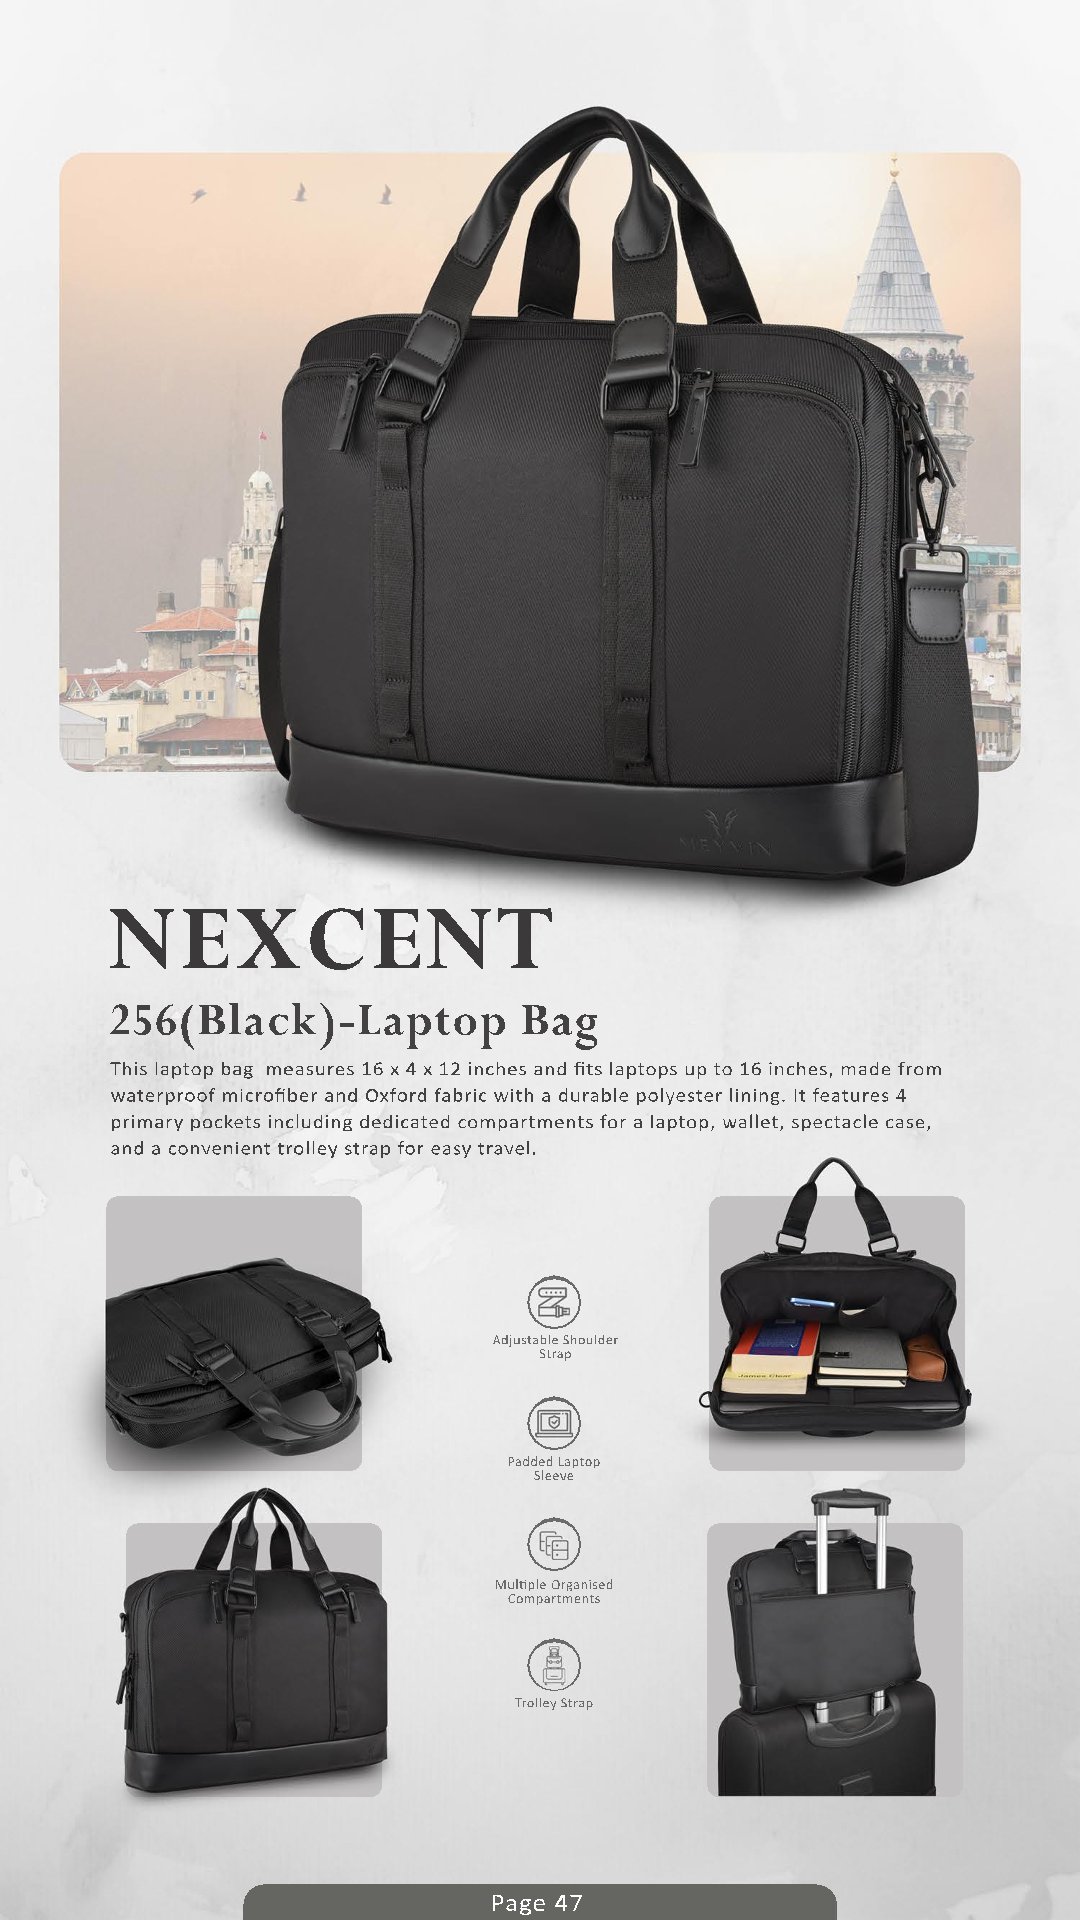 MEYVIN
NEXCENT
256(Black)-Laptop Bag
This laptop bag  measures 16 x 4 x 12 inches and fits laptops up to 16 inches, made from
waterproof microfiber and Oxford fabric with a durable polyester lining. It features 4
primary pockets including dedicated compartments for a laptop, wallet, spectacle case,
and a convenient trolley strap for easy travel.
Adjustable Shoulder
Strap
James Clear
Padded Laptop
Sleeve
Multiple Organised
Compartments
Trolley Strap
Page 47